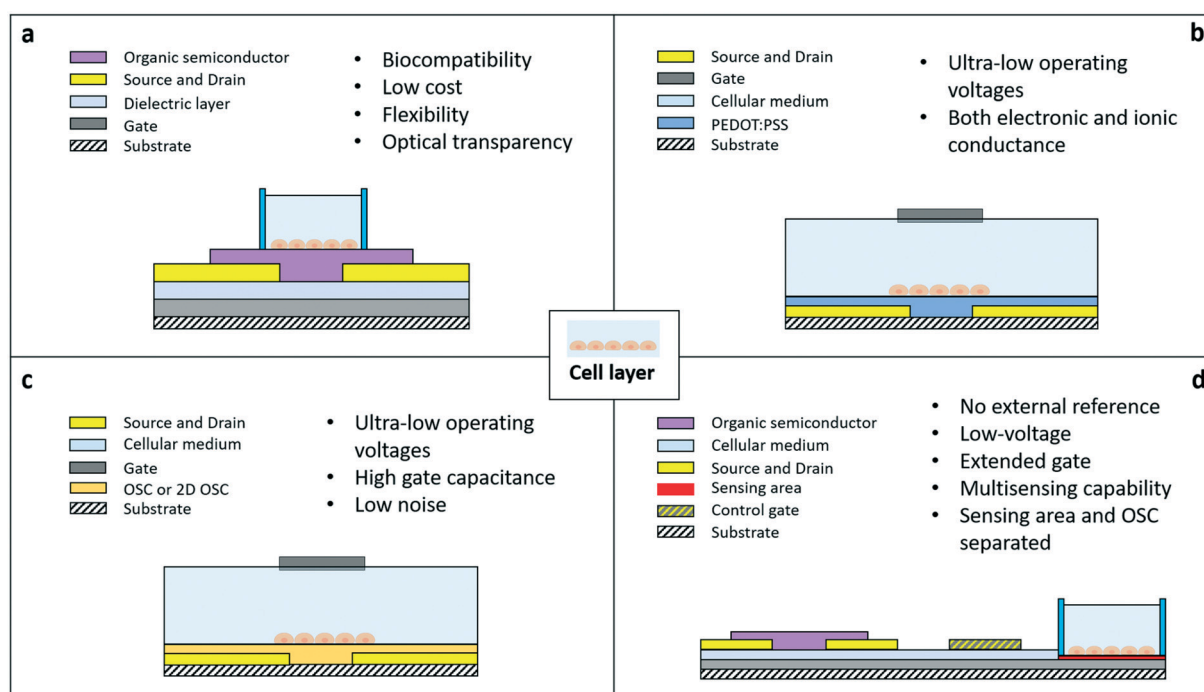 a
Organic semiconductor
Source and Drain
Dielectric layer
Gate
Substrate
• Biocompatibility
• Low cost
• Flexibility
• Optical transparency
b
Source and Drain
Gate
Cellular medium
PEDOT:PSS
Substrate
• Ultra-low operating
voltages
• Both electronic and ionic
conductance
Cell layer
c
Source and Drain
Cellular medium
Gate
OSC or 2D OSC
Substrate
• Ultra-low operating
voltages
• High gate capacitance
• Low noise
d
Organic semiconductor
Cellular medium
Source and Drain
Sensing area
Control gate
Substrate
• No external reference
• Low-voltage
• Extended gate
• Multisensing capability
• Sensing area and OSC
separated